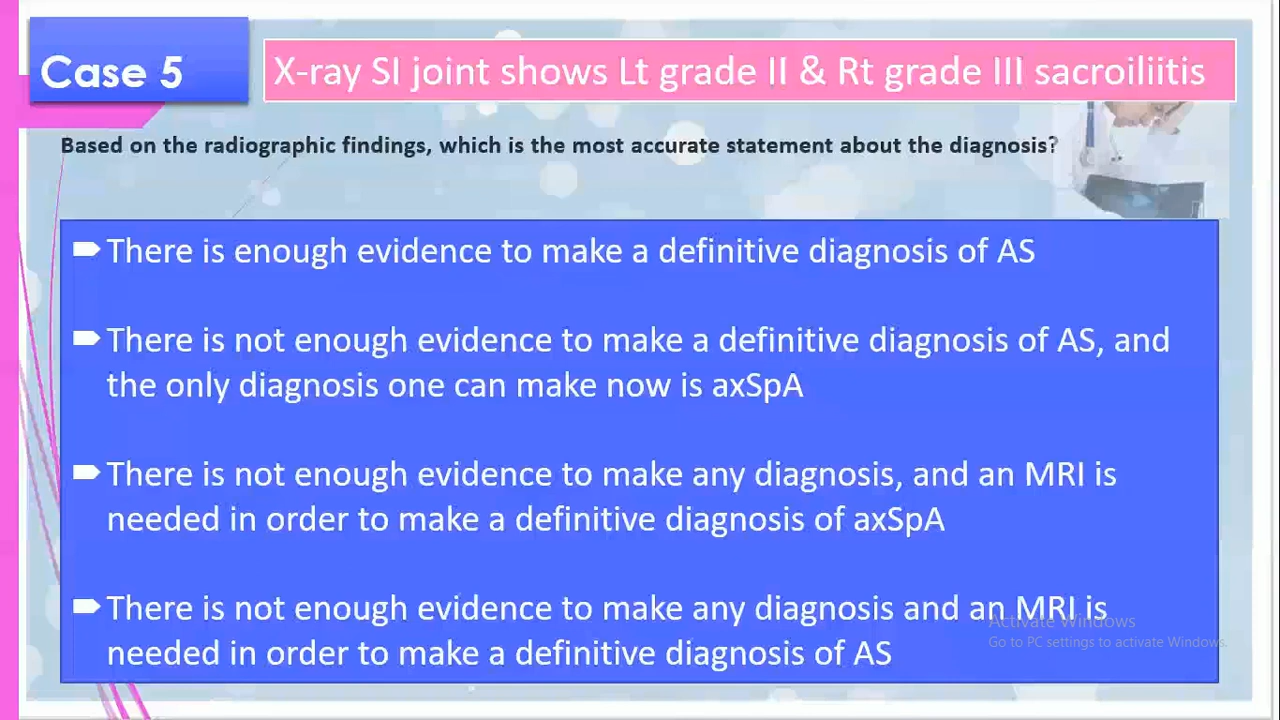 Case 5
X-ray SI joint shows Lt grade II & Rt grade III sacroiliitis
Based on the radiographic findings, which is the most accurate statement about the diagnosis?
There is enough evidence to make a definitive diagnosis of AS
There is not enough evidence to make a definitive diagnosis of AS, and
the only diagnosis one can make now is axSpA
There is not enough evidence to make any diagnosis, and an MRI is
needed in order to make a definitive diagnosis of axSpA
There is not enough evidence to make any diagnosis and an MRI is
needed in order to make a definitive diagnosis of AS
Activate Windows
Go to PC settings to activate Windows.